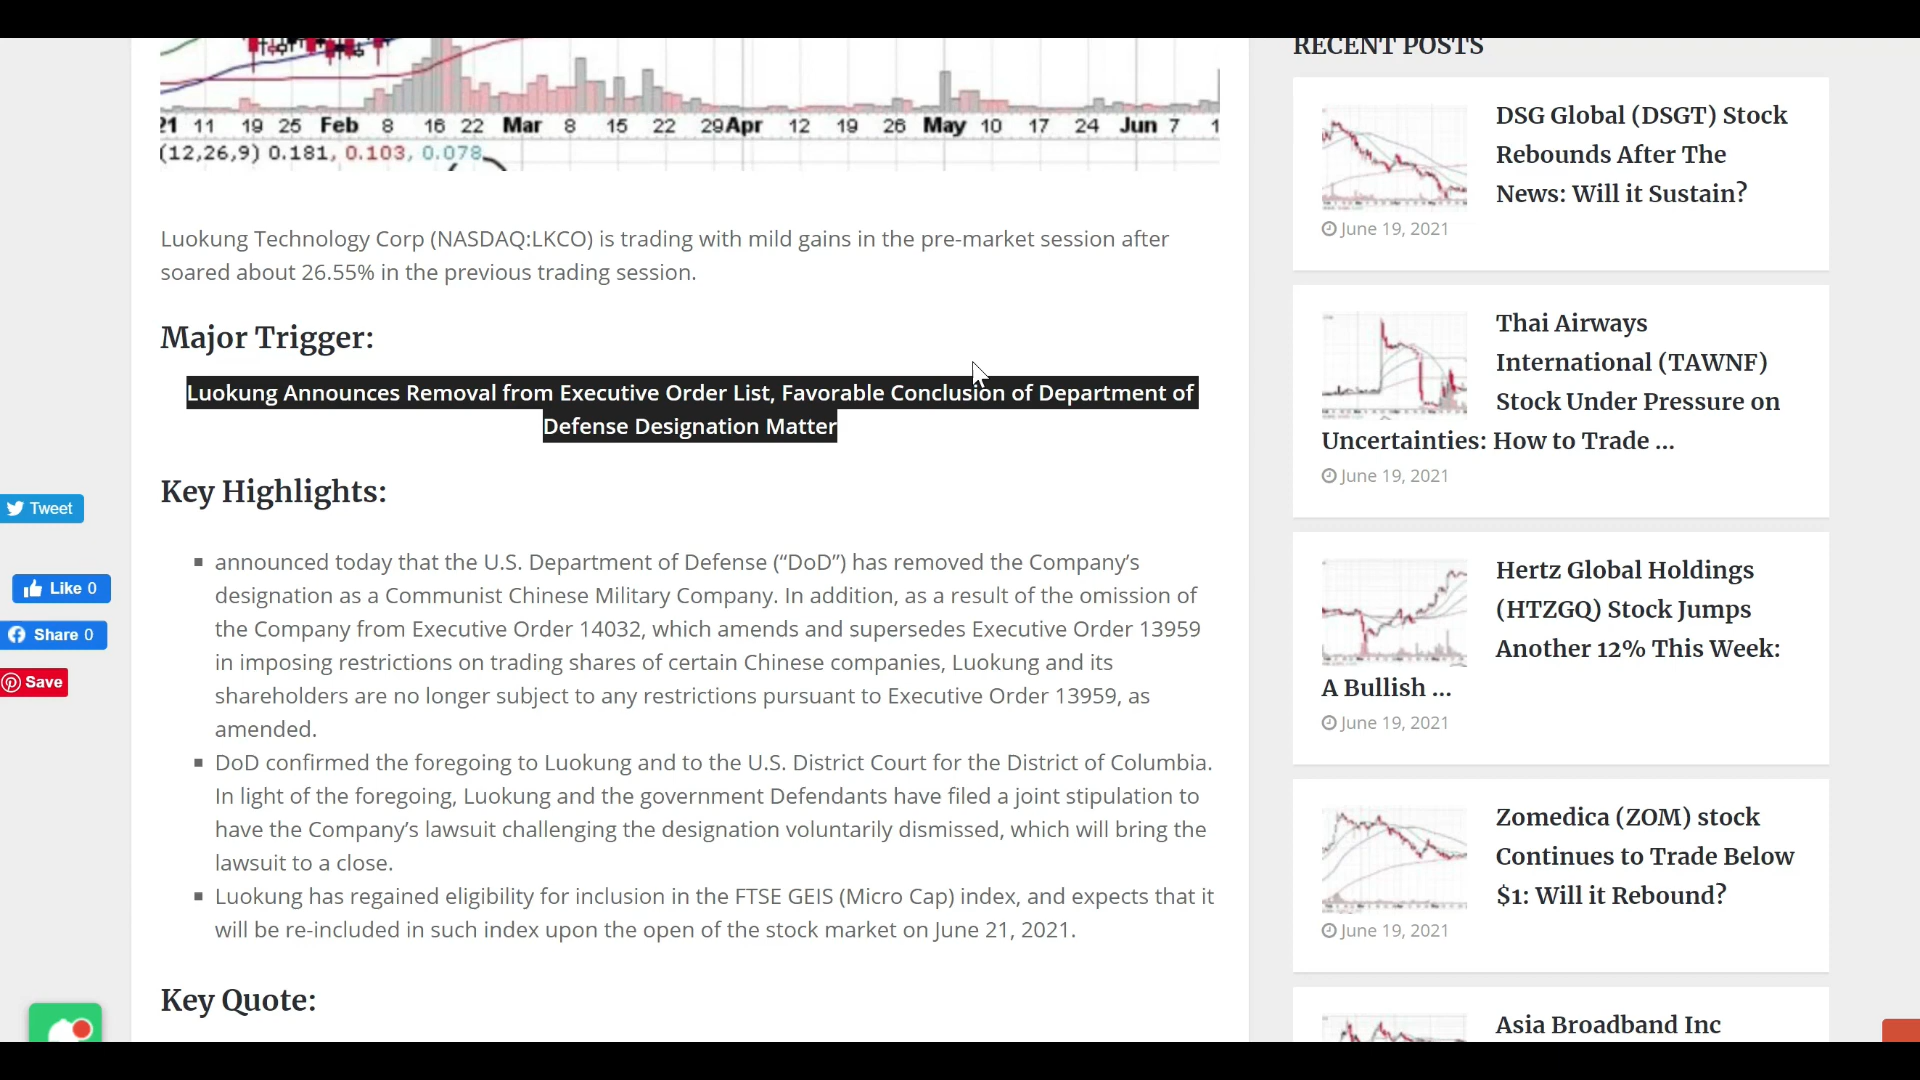 21 11 19 25 Feb 8 16 22 Mar 8 15 22 29 Apr 12 19 26 May 10 17 24 Jun 7 1
(12,26,9) 0.181, 0.103, 0.078
Luokung Technology Corp (NASDAQ:LKCO) is trading with mild gains in the pre-market session after
soared about 26.55% in the previous trading session.
Major Trigger:
Luokung Announces Removal from Executive Order List, Favorable Conclusion of Department of
Defense Designation Matter
Key Highlights:
announced today that the U.S. Department of Defense (“DoD”) has removed the Company’s
designation as a Communist Chinese Military Company. In addition, as a result of the omission of
the Company from Executive Order 14032, which amends and supersedes Executive Order 13959
in imposing restrictions on trading shares of certain Chinese companies, Luokung and its
shareholders are no longer subject to any restrictions pursuant to Executive Order 13959, as
amended.
DoD confirmed the foregoing to Luokung and to the U.S. District Court for the District of Columbia.
In light of the foregoing, Luokung and the government Defendants have filed a joint stipulation to
have the Company’s lawsuit challenging the designation voluntarily dismissed, which will bring the
lawsuit to a close.
Luokung has regained eligibility for inclusion in the FTSE GEIS (Micro Cap) index, and expects that it
will be re-included in such index upon the open of the stock market on June 21, 2021.
Key Quote:
Tweet
Like 0
Share 0
Save
RECENT POSTS
DSG Global (DSGT) Stock
Rebounds After The
News: Will it Sustain?
June 19, 2021
Thai Airways
International (TAWNF)
Stock Under Pressure on
Uncertainties: How to Trade ...
June 19, 2021
Hertz Global Holdings
(HTZGQ) Stock Jumps
Another 12% This Week:
A Bullish ...
June 19, 2021
Zomedica (ZOM) stock
Continues to Trade Below
$1: Will it Rebound?
June 19, 2021
Asia Broadband Inc